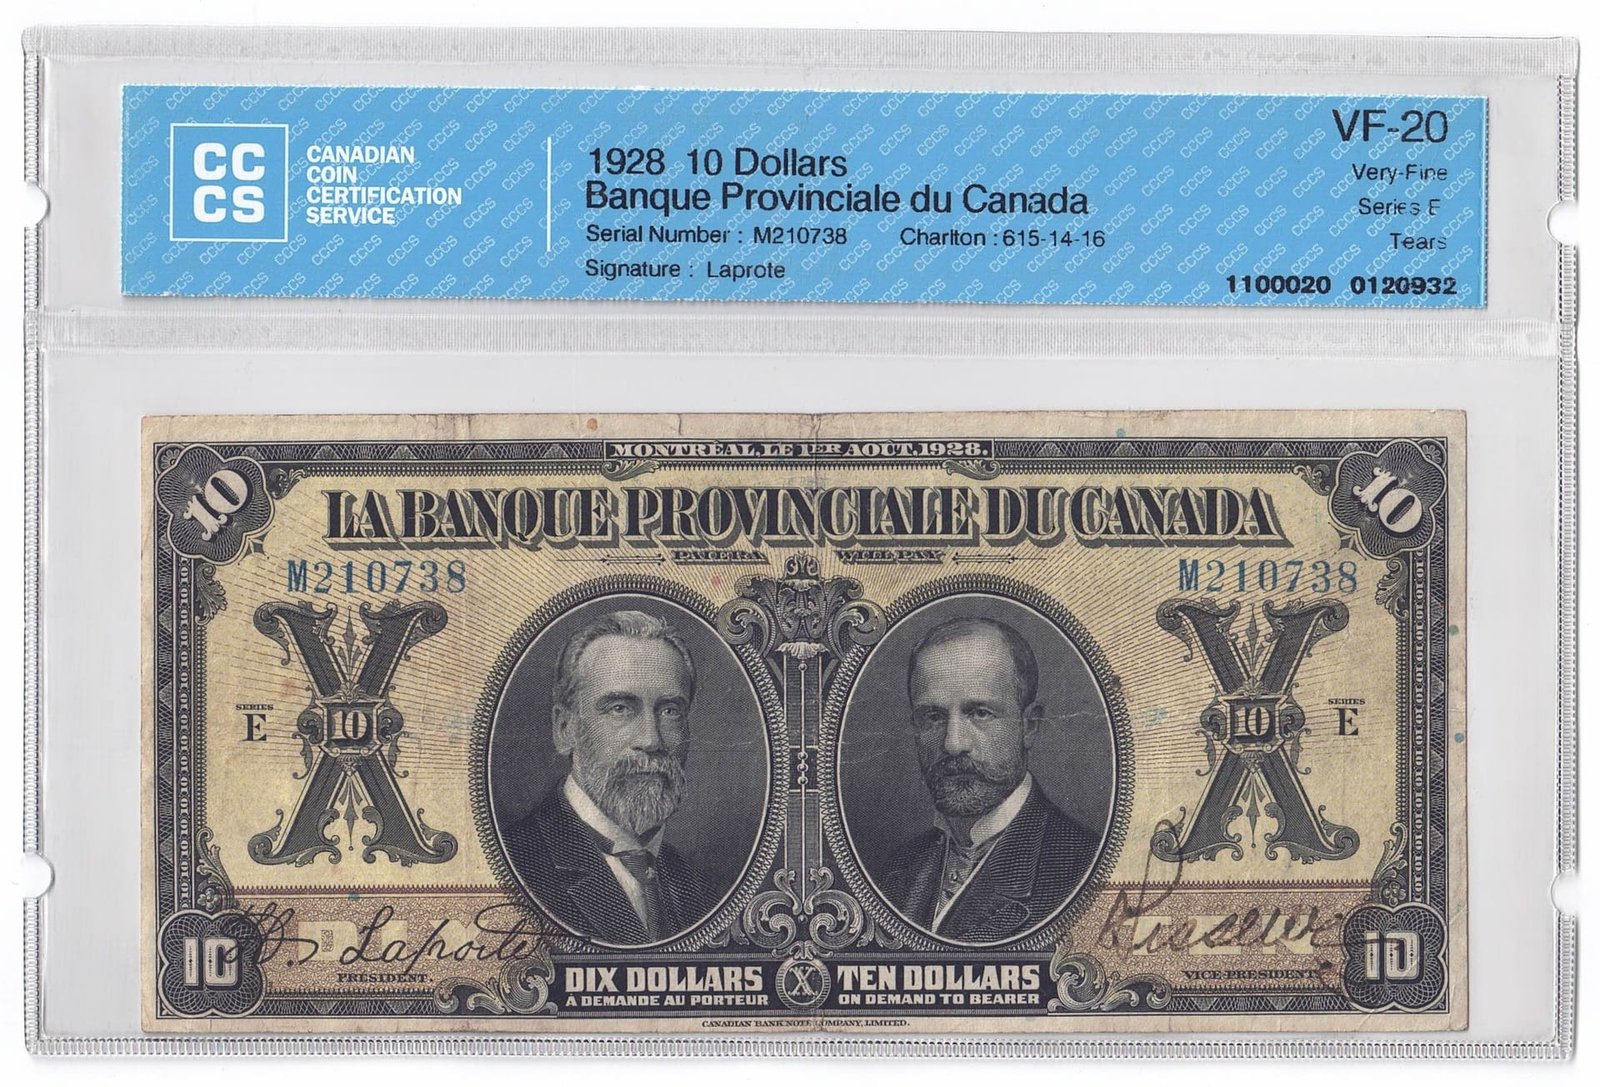 CC
CS
CANADIAN
COIN
CERTIFICATION
SERVICE
1928 10 Dollars
Banque Provinciale du Canada
Serial Number : M210738 Charlton : 615-14-16
Signature : Laprote
VF-20
Very-Fine
Series E
Tears
1100020 0120932
MONTRÉAL, LE 1ER AOÛT, 1928.
10 10
LA BANQUE PROVINCIALE DU CANADA
PAIERA WILL PAY
M210738 M210738
X X
SERIES SERIES
E 10 10 E
H. Laporte
10 10
PRESIDENT VICE-PRESIDENT
DIX DOLLARS X TEN DOLLARS
À DEMANDE AU PORTEUR ON DEMAND TO BEARER
CANADIAN BANK NOTE COMPANY, LIMITED.